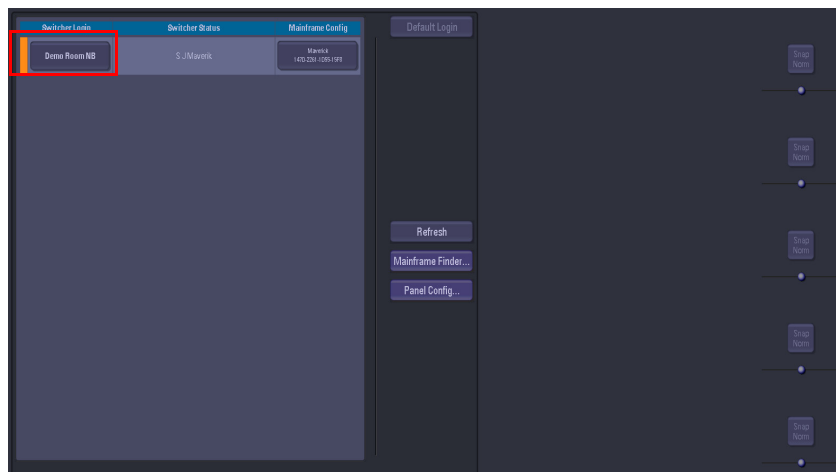 Switcher Login Switcher Status Mainframe Config
Demo Room NB
S J Maverik
Maverick
Default Login
Refresh
Mainframe Finder...
Panel Config...
Snap
Norm
Snap
Norm
Snap
Norm
Snap
Norm
Snap
Norm